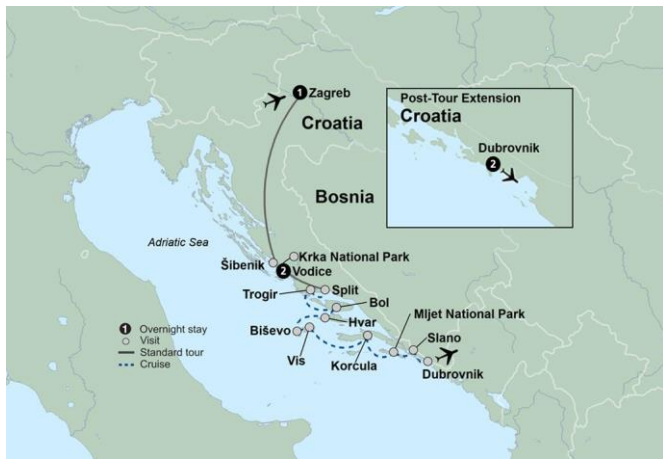 1 Zagreb
Croatia
Post-Tour Extension
Croatia
Dubrovnik
2
Bosnia
Adriatic Sea
Krka National Park
Šibenik
2 Vodice
Trogir
Split
Bol
Hvar
Mljet National Park
Biševo
Slano
Vis
Korcula
Dubrovnik
1 Overnight stay
Visit
Standard tour
Cruise